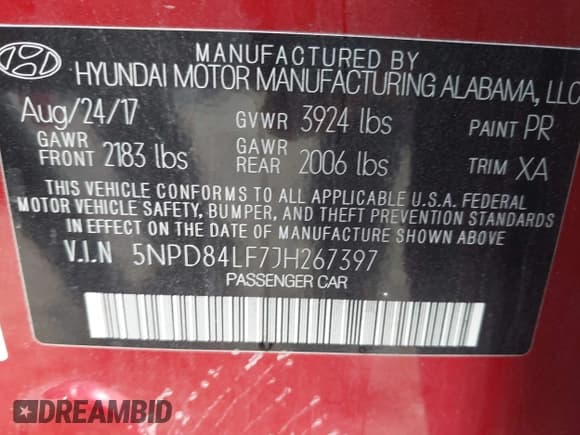 MANUFACTURED BY
HYUNDAI MOTOR MANUFACTURING ALABAMA, LLC
Aug/24/17 GVWR 3924 lbs PAINT PR
GAWR FRONT 2183 lbs GAWR REAR 2006 lbs TRIM XA
THIS VEHICLE CONFORMS TO ALL APPLICABLE U.S.A. FEDERAL
MOTOR VEHICLE SAFETY, BUMPER, AND THEFT PREVENTION STANDARDS
IN EFFECT ON THE DATE OF MANUFACTURE SHOWN ABOVE
V.I.N 5NPD84LF7JH267397
PASSENGER CAR
DREAMBID